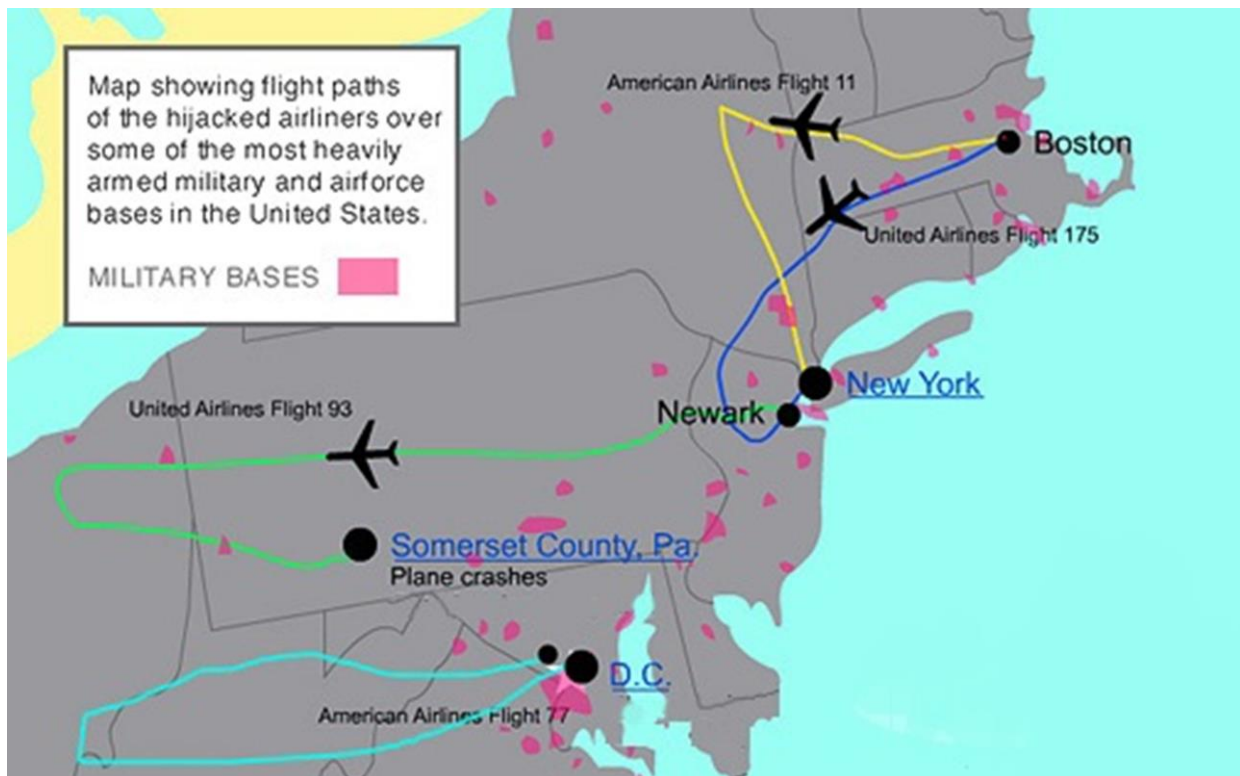 Map showing flight paths
of the hijacked airliners over
some of the most heavily
armed military and airforce
bases in the United States.
MILITARY BASES
American Airlines Flight 11
Boston
United Airlines Flight 175
New York
Newark
United Airlines Flight 93
Somerset County, Pa.
Plane crashes
D.C.
American Airlines Flight 77